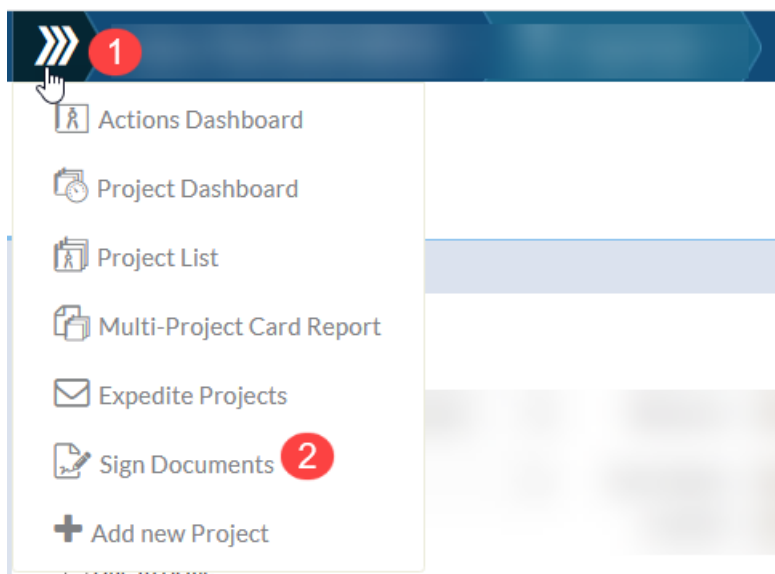 1
Actions Dashboard
Project Dashboard
Project List
Multi-Project Card Report
Expedite Projects
Sign Documents 2
Add new Project